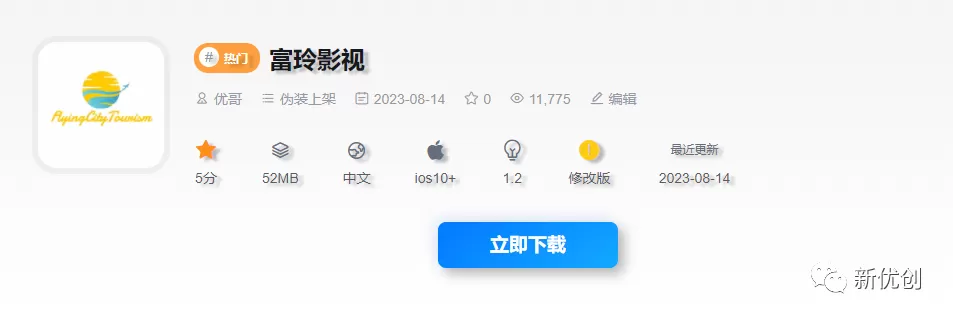 # 热门 富玲影视
优哥 伪装上架 2023-08-14 0 11,775 编辑
FlyingCityTourism
最近更新
5分 52MB 中文 ios10+ 1.2 修改版 2023-08-14
立即下载
新优创